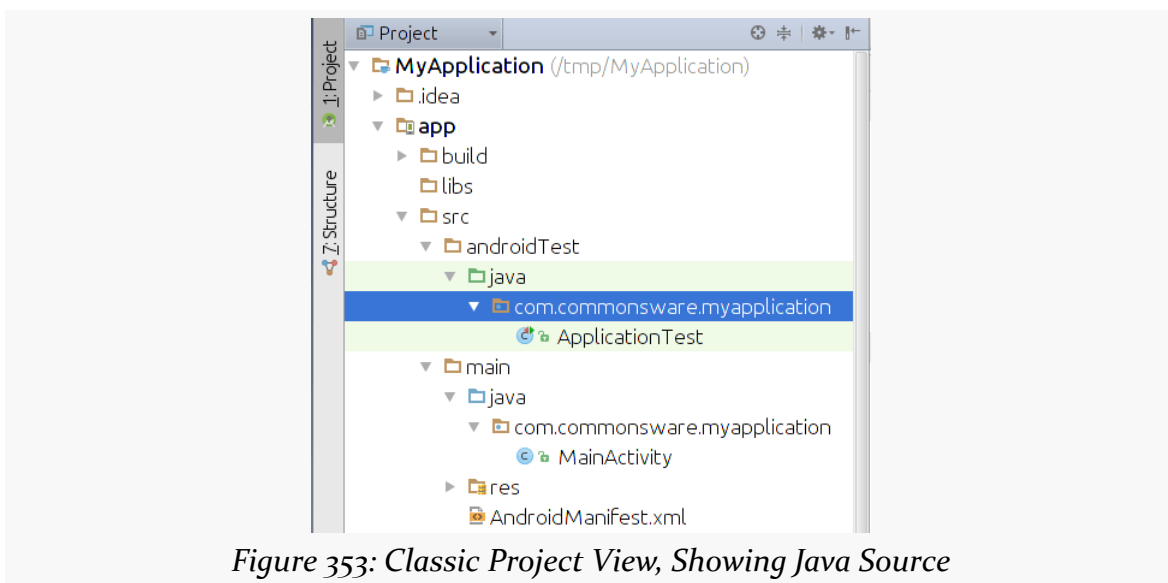 Project
1: Project
7: Structure
MyApplication (/tmp/MyApplication)
.idea
app
build
libs
src
androidTest
java
com.commonsware.myapplication
ApplicationTest
main
java
com.commonsware.myapplication
MainActivity
res
AndroidManifest.xml
Figure 353: Classic Project View, Showing Java Source